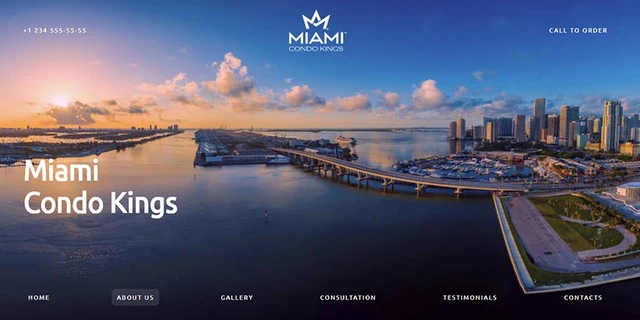 +1 234 555-55-55
MIAMI
CONDO KINGS
CALL TO ORDER
Miami
Condo Kings
HOME
ABOUT US
GALLERY
CONSULTATION
TESTIMONIALS
CONTACTS